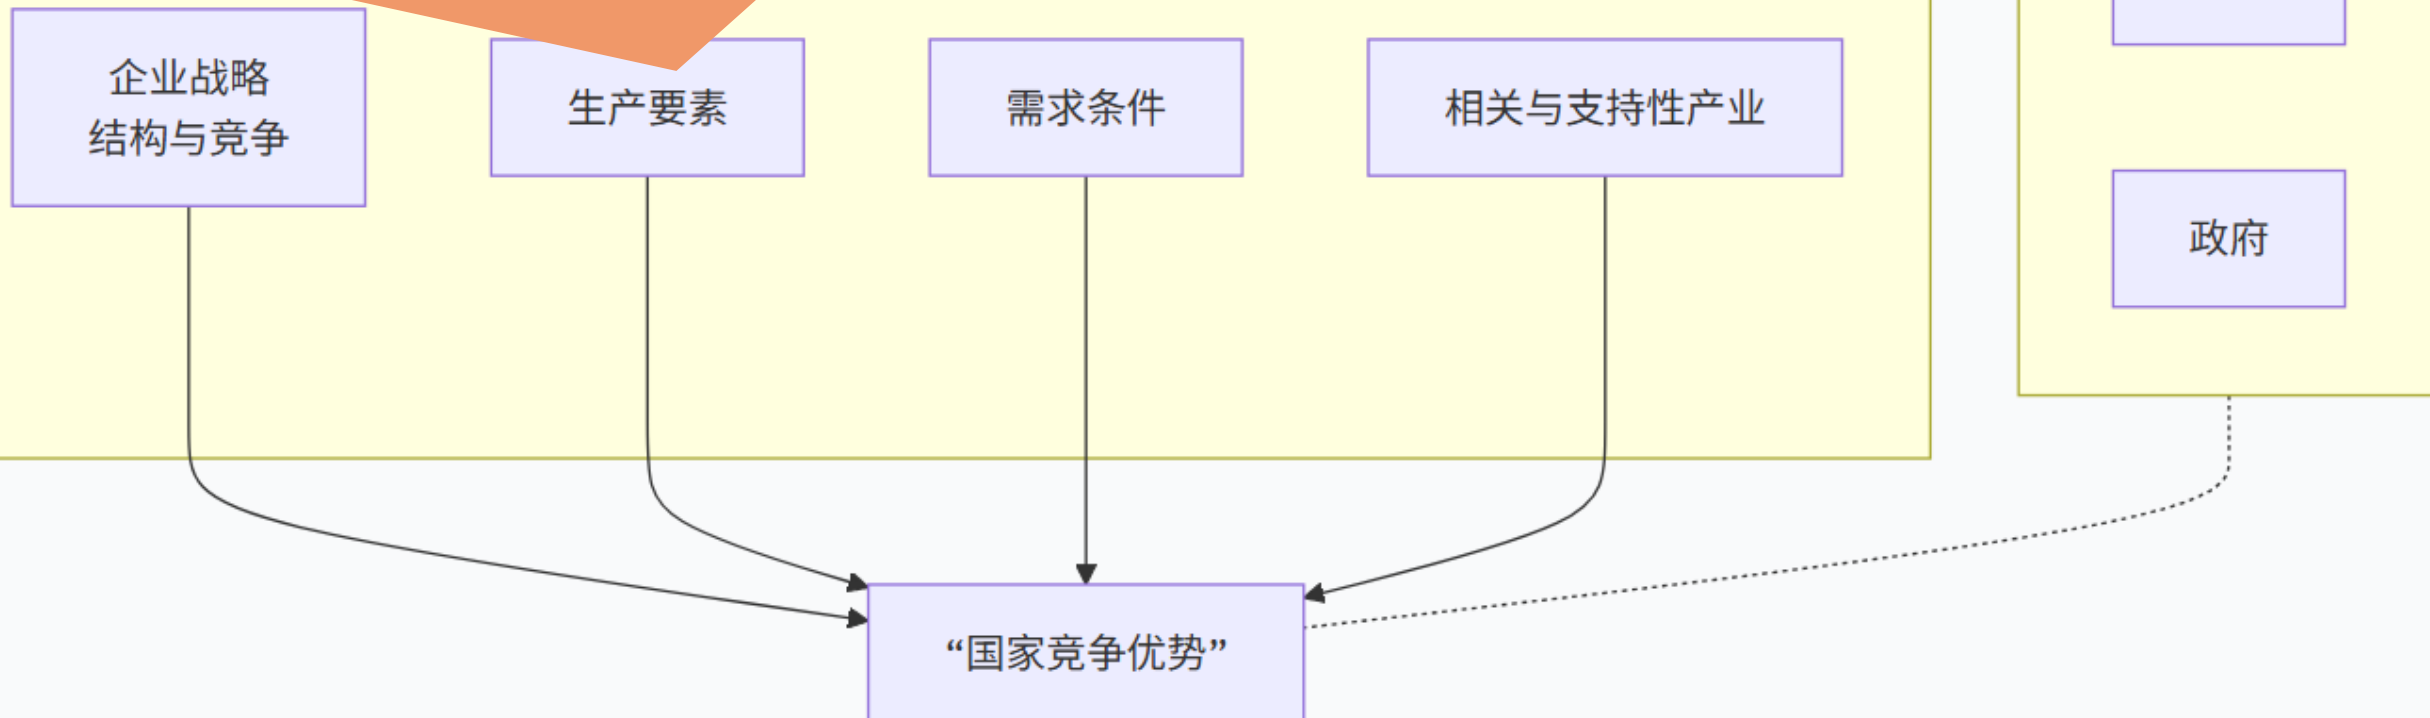 企业战略
结构与竞争
生产要素
需求条件
相关与支持性产业
政府
“国家竞争优势”